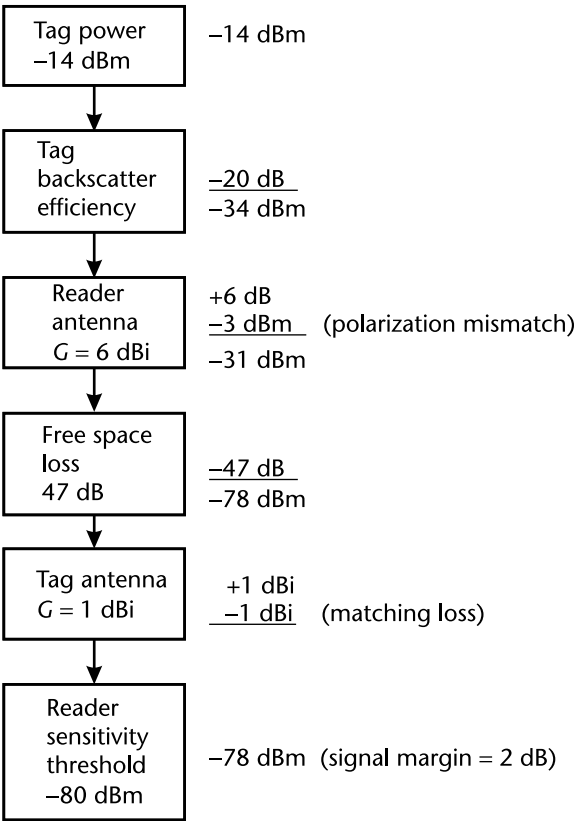 Tag power
–14 dBm
–14 dBm
Tag
backscatter
efficiency
–20 dB
–34 dBm
Reader
antenna
G = 6 dBi
+6 dB
–3 dBm (polarization mismatch)
–31 dBm
Free space
loss
47 dB
–47 dB
–78 dBm
Tag antenna
G = 1 dBi
+1 dBi
–1 dBi (matching loss)
Reader
sensitivity
threshold
–80 dBm
–78 dBm (signal margin = 2 dB)